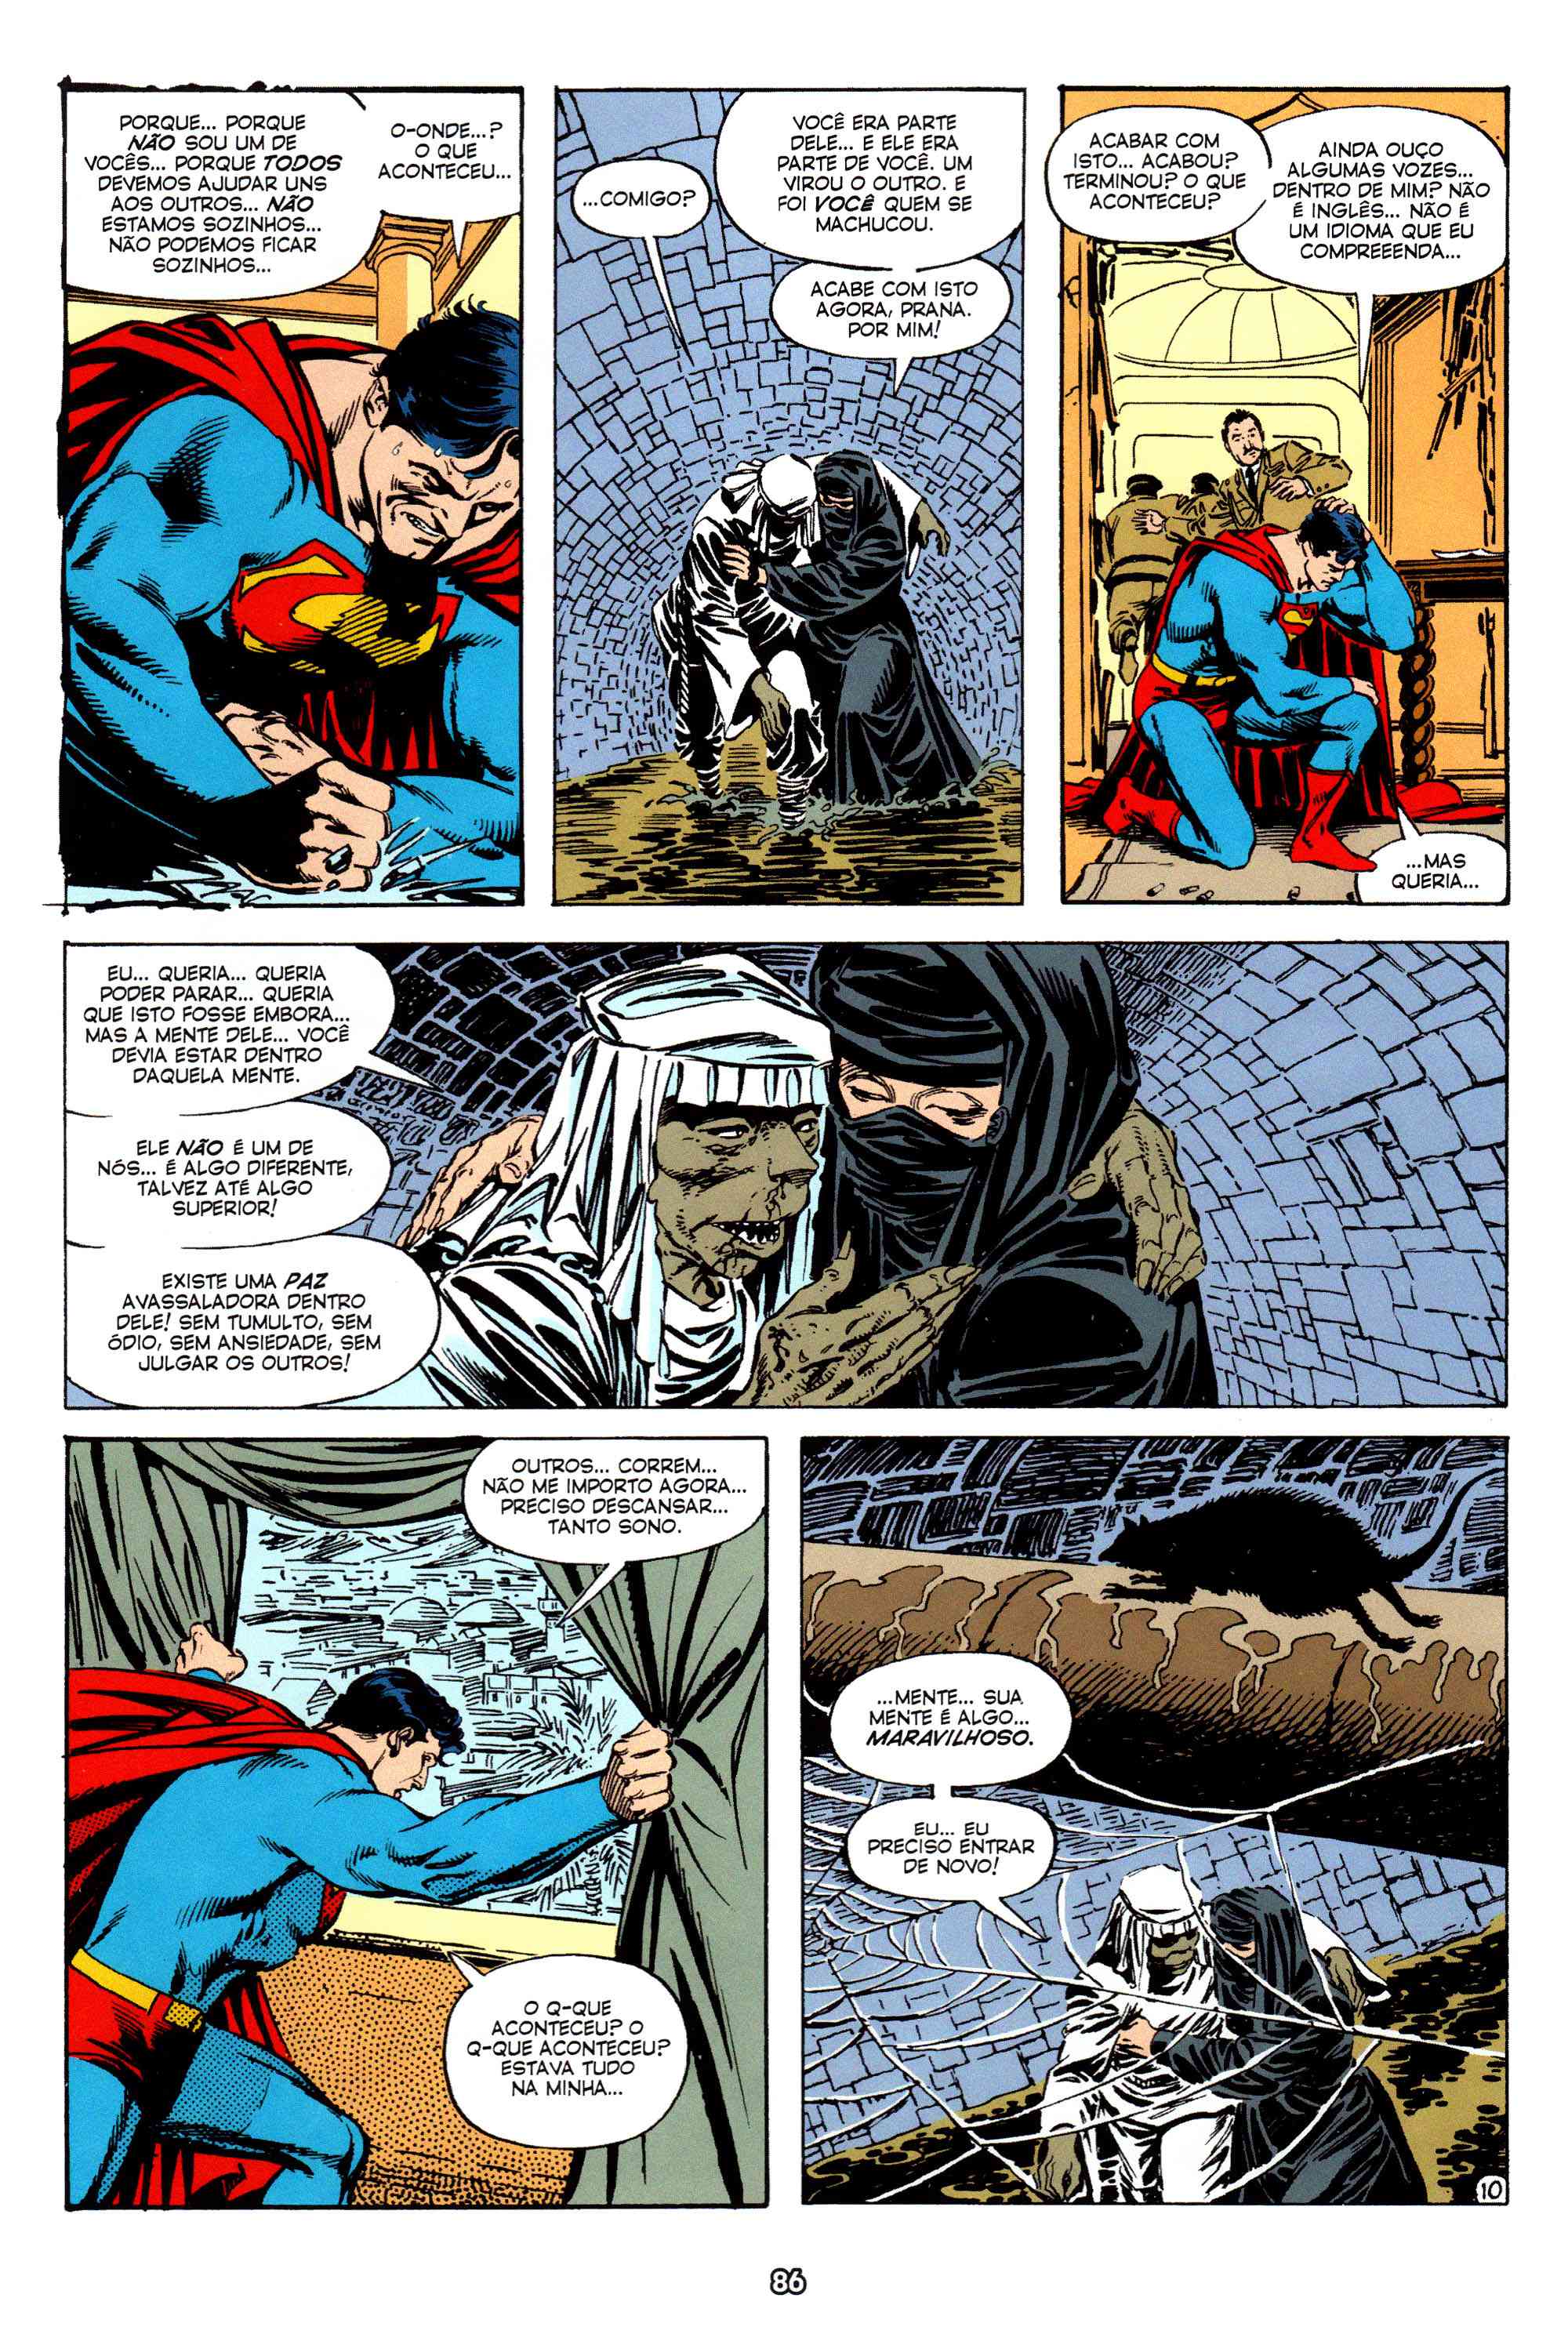 PORQUE... PORQUE
NÃO SOU UM DE
VOCÊS... PORQUE TODOS
DEVEMOS AJUDAR UNS
AOS OUTROS... NÃO
ESTAMOS SOZINHOS...
NÃO PODEMOS FICAR
SOZINHOS...
O-ONDE...?
O QUE
ACONTECEU...
...COMIGO?
VOCÊ ERA PARTE
DELE... E ELE ERA
PARTE DE VOCÊ. UM
VIROU O OUTRO. E
FOI VOCÊ QUEM SE
MACHUCOU.
ACABE COM ISTO
AGORA, PRANA.
POR MIM!
ACABAR COM
ISTO... ACABOU?
TERMINOU? O QUE
ACONTECEU?
AINDA OUÇO
ALGUMAS VOZES...
DENTRO DE MIM? NÃO
É INGLÊS... NÃO É
UM IDIOMA QUE EU
COMPREEENDA...
...MAS
QUERIA...
EU... QUERIA... QUERIA
PODER PARAR... QUERIA
QUE ISTO FOSSE EMBORA...
MAS A MENTE DELE... VOCÊ
DEVIA ESTAR DENTRO
DAQUELA MENTE.
ELE NÃO É UM DE
NÓS... É ALGO DIFERENTE,
TALVEZ ATÉ ALGO
SUPERIOR!
EXISTE UMA PAZ
AVASSALADORA DENTRO
DELE! SEM TUMULTO, SEM
ÓDIO, SEM ANSIEDADE, SEM
JULGAR OS OUTROS!
OUTROS... CORREM...
NÃO ME IMPORTO AGORA...
PRECISO DESCANSAR...
TANTO SONO.
O Q-QUE
ACONTECEU? O
Q-QUE ACONTECEU?
ESTAVA TUDO
NA MINHA...
...MENTE... SUA
MENTE É ALGO...
MARAVILHOSO.
EU... EU
PRECISO ENTRAR
DE NOVO!
10
86